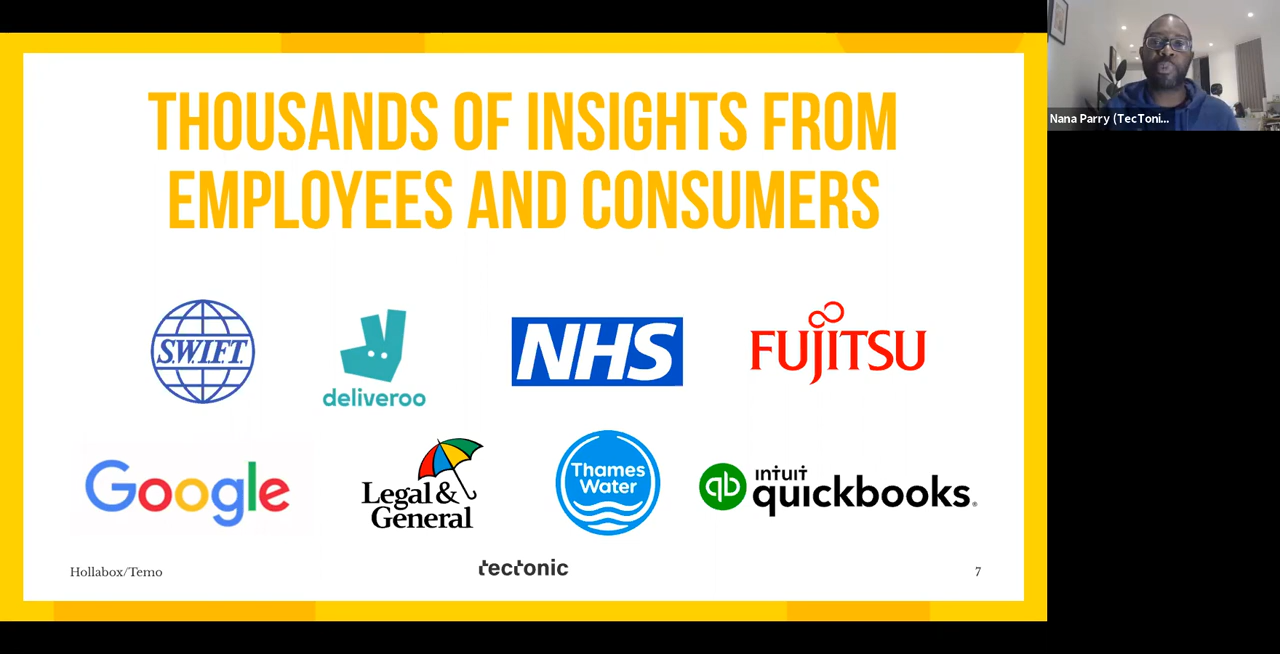 THOUSANDS OF INSIGHTS FROM
EMPLOYEES AND CONSUMERS
Nana Parry (TecToni...
S.W.I.F.T.
deliveroo
NHS
FUJITSU
Google
Legal &
General
Thames
Water
qb
intuit
quickbooks®
Hollabox/Temo
tectonic
7